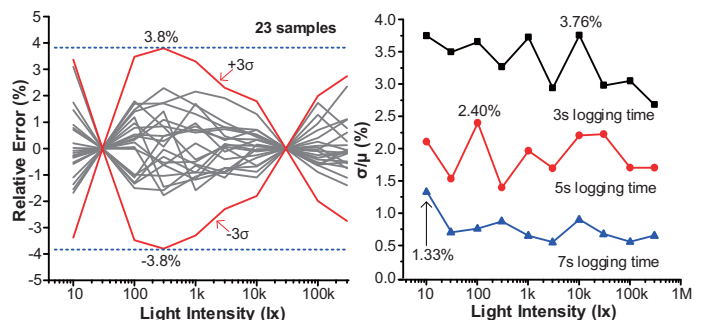 5
4
3
2
1
0
-1
-2
-3
-4
-5
Relative Error (%)
3.8%
23 samples
+3σ
-3σ
-3.8%
10
100
1k
10k
100k
Light Intensity (lx)
4.0
3.5
3.0
2.5
2.0
1.5
1.0
0.5
0.0
σ/μ (%)
3.76%
3s logging time
2.40%
5s logging time
1.33%
7s logging time
10
100
1k
10k
100k
1M
Light Intensity (lx)